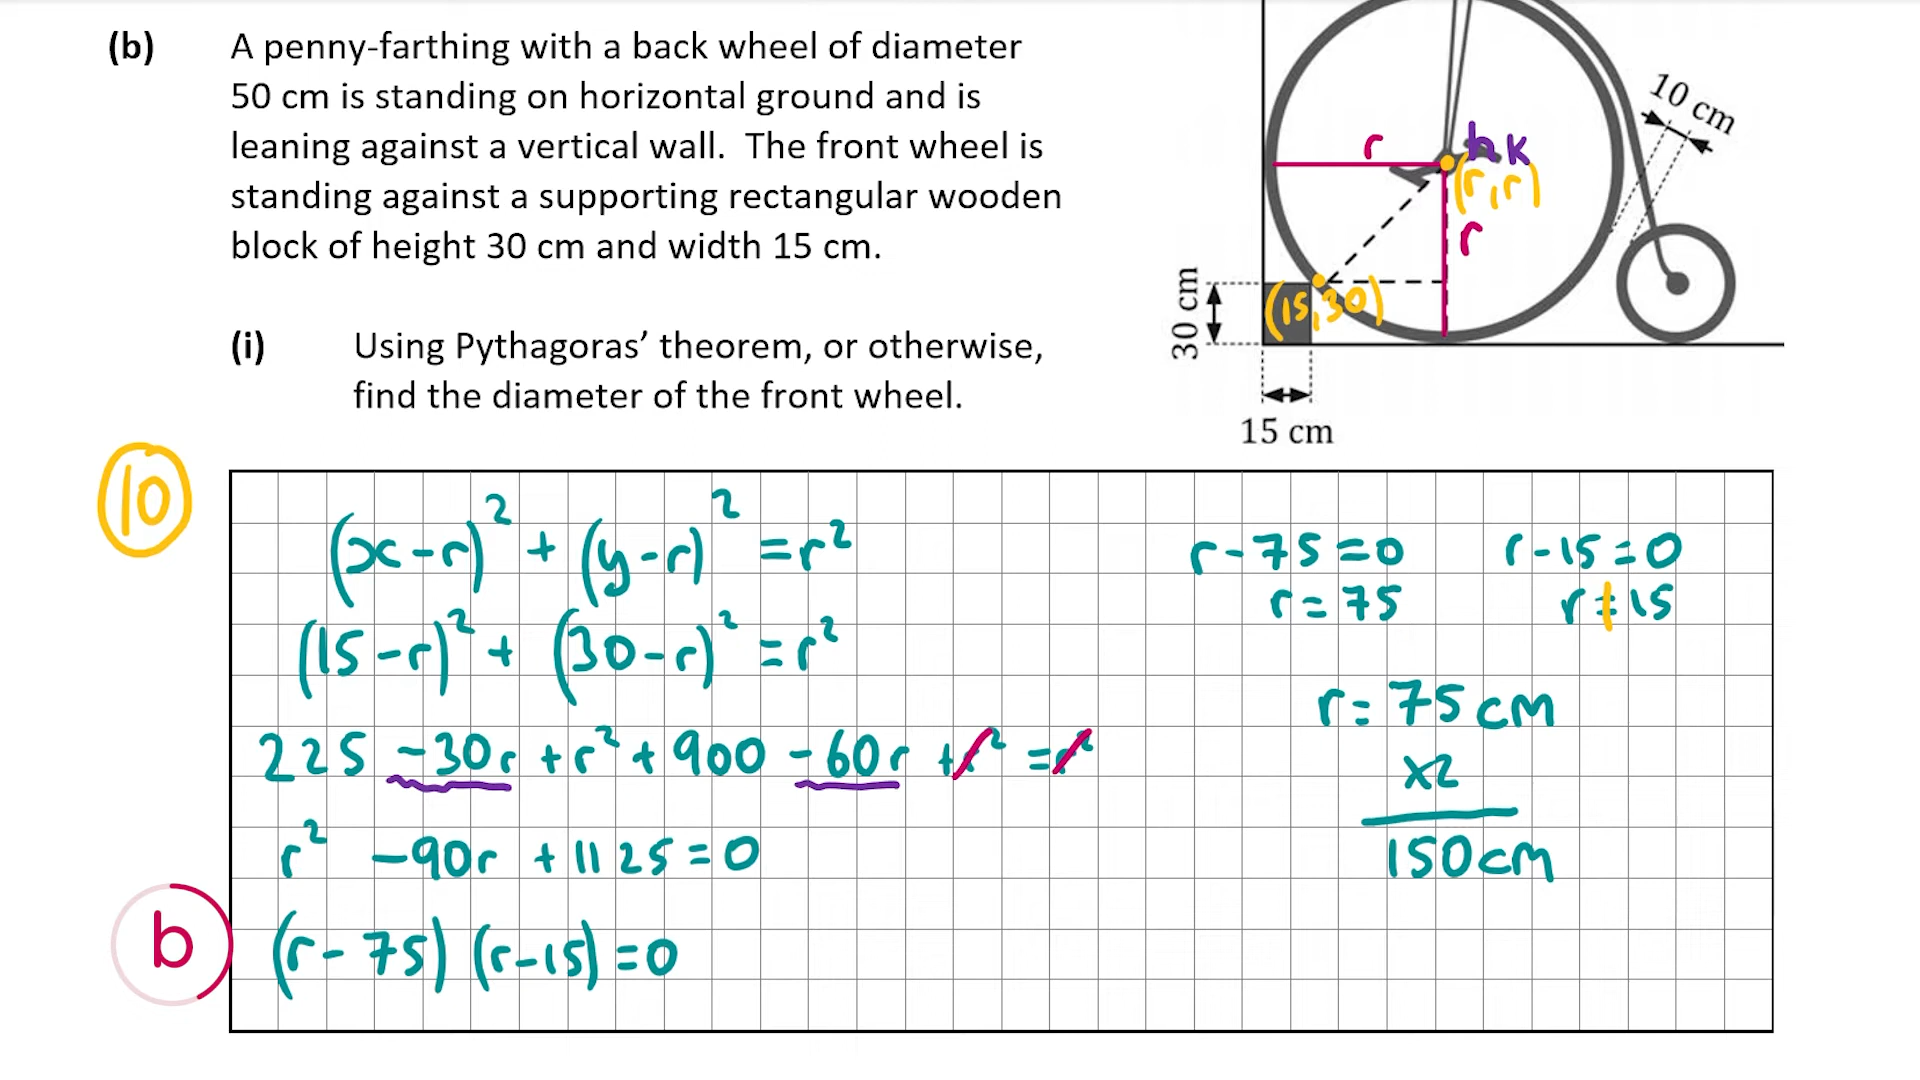 (b) A penny-farthing with a back wheel of diameter
50 cm is standing on horizontal ground and is
leaning against a vertical wall. The front wheel is
standing against a supporting rectangular wooden
block of height 30 cm and width 15 cm.
(i) Using Pythagoras’ theorem, or otherwise,
find the diameter of the front wheel.
10 cm
r
h k
(r,r)
r
30 cm
(15,30)
15 cm
10
(x-r)² + (y-r)² = r²
(15-r)² + (30-r)² = r²
225 -30r + r² + 900 -60r + r² = r²
r² -90r + 1125 = 0
b
(r-75) (r-15) = 0
r-75=0 r-15=0
r=75 r≠15
r= 75cm
x2
150cm